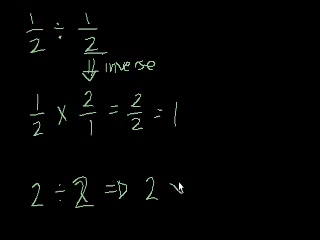 1/2 ÷ 1/2
⇓ inverse
1/2 × 2/1 = 2/2 = 1
2 ÷ 2 ⇒ 2